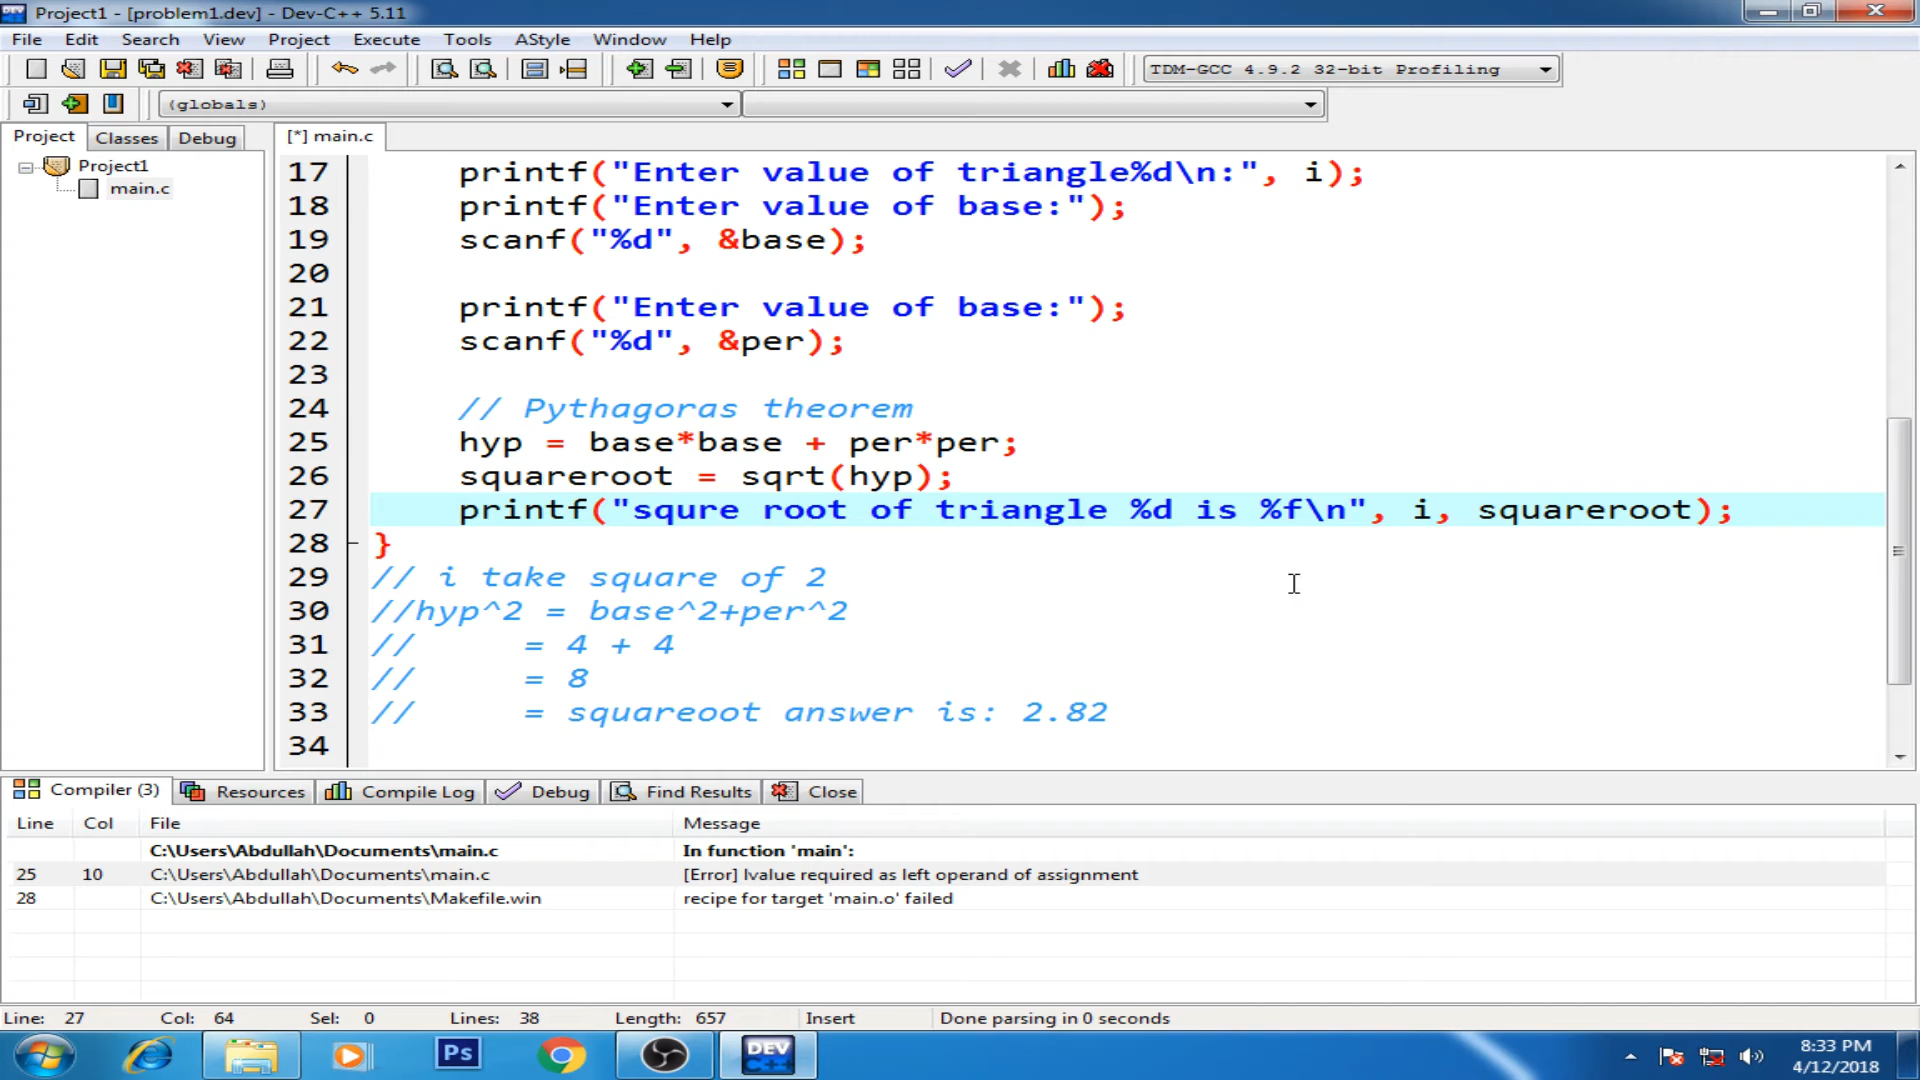 Project1 - [problem1.dev] - Dev-C++ 5.11
File Edit Search View Project Execute Tools AStyle Window Help
TDM-GCC 4.9.2 32-bit Profiling
(globals)
Project Classes Debug
[*] main.c
Project1
main.c
17 printf("Enter value of triangle%d\n:", i);
18 printf("Enter value of base:");
19 scanf("%d", &base);
20
21 printf("Enter value of base:");
22 scanf("%d", &per);
23
24 // Pythagoras theorem
25 hyp = base*base + per*per;
26 squareroot = sqrt(hyp);
27 printf("squre root of triangle %d is %f\n", i, squareroot);
28 }
29 // i take square of 2
30 //hyp^2 = base^2+per^2
31 // = 4 + 4
32 // = 8
33 // = squareoot answer is: 2.82
34
Compiler (3) Resources Compile Log Debug Find Results Close
Line Col File Message
C:\Users\Abdullah\Documents\main.c In function 'main':
25 10 C:\Users\Abdullah\Documents\main.c [Error] lvalue required as left operand of assignment
28 C:\Users\Abdullah\Documents\Makefile.win recipe for target 'main.o' failed
Line: 27 Col: 64 Sel: 0 Lines: 38 Length: 657 Insert Done parsing in 0 seconds
Ps
DEV C++
8:33 PM
4/12/2018